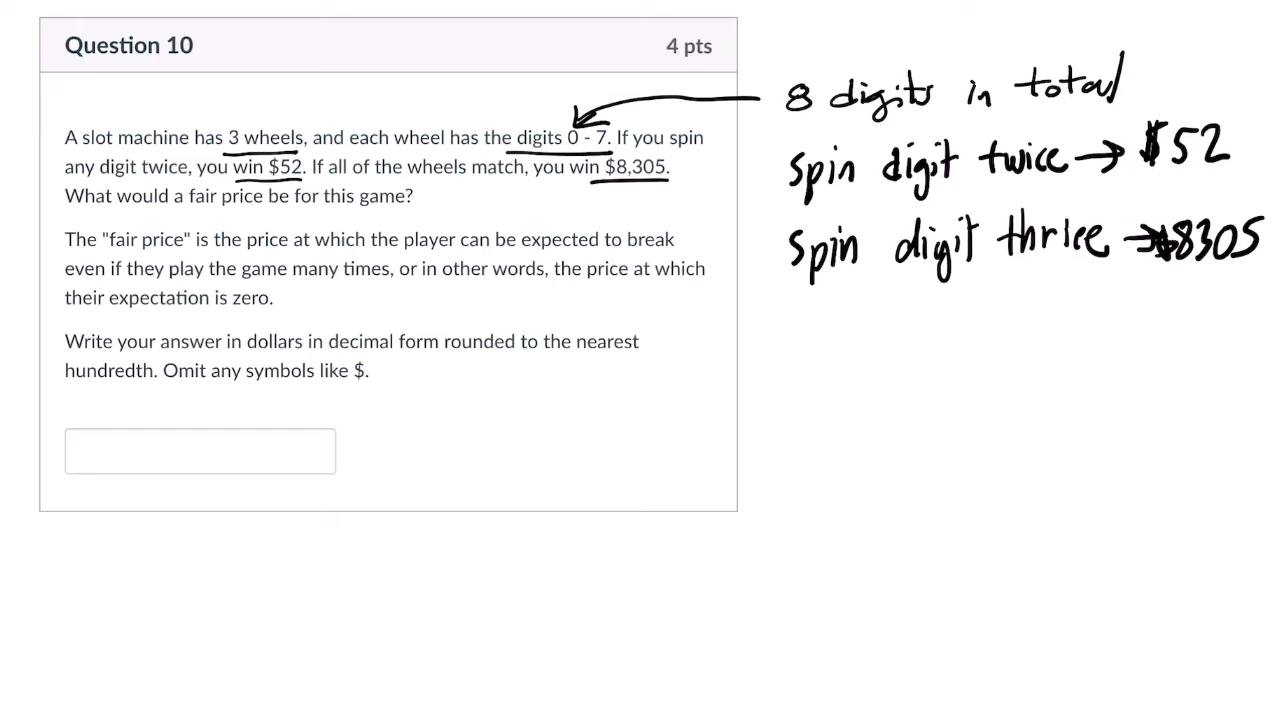 Question 10
4 pts
A slot machine has 3 wheels, and each wheel has the digits 0 - 7. If you spin
any digit twice, you win $52. If all of the wheels match, you win $8,305.
What would a fair price be for this game?
The "fair price" is the price at which the player can be expected to break
even if they play the game many times, or in other words, the price at which
their expectation is zero.
Write your answer in dollars in decimal form rounded to the nearest
hundredth. Omit any symbols like $.
8 digits in total
spin digit twice → $52
spin digit thrice → $8305